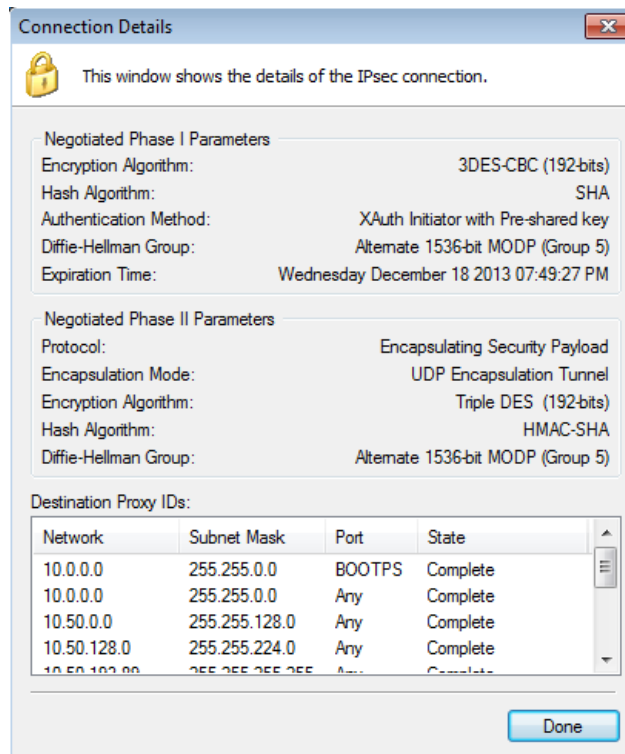 Connection Details
This window shows the details of the IPsec connection.
Negotiated Phase I Parameters
Encryption Algorithm: 3DES-CBC (192-bits)
Hash Algorithm: SHA
Authentication Method: XAuth Initiator with Pre-shared key
Diffie-Hellman Group: Alternate 1536-bit MODP (Group 5)
Expiration Time: Wednesday December 18 2013 07:49:27 PM
Negotiated Phase II Parameters
Protocol: Encapsulating Security Payload
Encapsulation Mode: UDP Encapsulation Tunnel
Encryption Algorithm: Triple DES (192-bits)
Hash Algorithm: HMAC-SHA
Diffie-Hellman Group: Alternate 1536-bit MODP (Group 5)
Destination Proxy IDs:
Network Subnet Mask Port State
10.0.0.0 255.255.0.0 BOOTPS Complete
10.0.0.0 255.255.0.0 Any Complete
10.50.0.0 255.255.128.0 Any Complete
10.50.128.0 255.255.224.0 Any Complete
255.255.255.255 Any Complete
Done